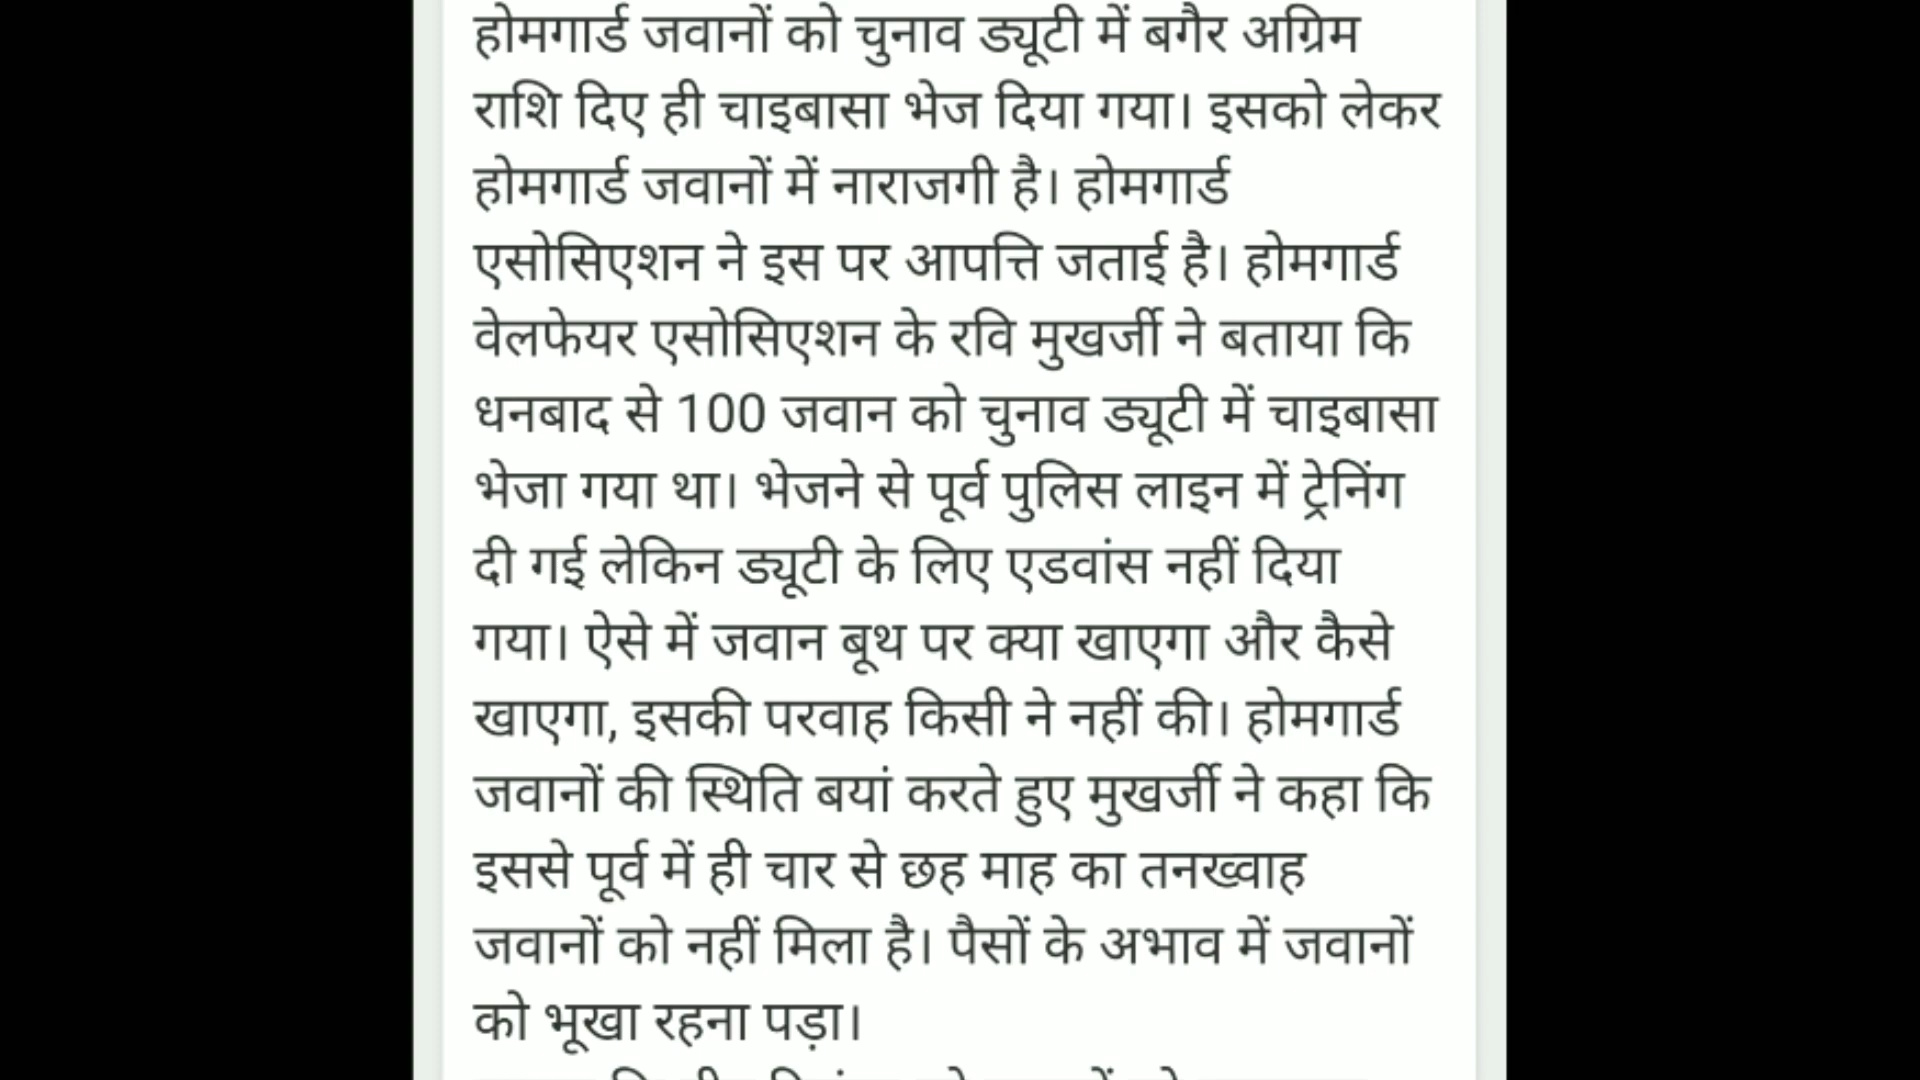 होमगार्ड जवानों को चुनाव ड्यूटी में बगैर अग्रिम
राशि दिए ही चाइबासा भेज दिया गया। इसको लेकर
होमगार्ड जवानों में नाराजगी है। होमगार्ड
एसोसिएशन ने इस पर आपत्ति जताई है। होमगार्ड
वेलफेयर एसोसिएशन के रवि मुखर्जी ने बताया कि
धनबाद से 100 जवान को चुनाव ड्यूटी में चाइबासा
भेजा गया था। भेजने से पूर्व पुलिस लाइन में ट्रेनिंग
दी गई लेकिन ड्यूटी के लिए एडवांस नहीं दिया
गया। ऐसे में जवान बूथ पर क्या खाएगा और कैसे
खाएगा, इसकी परवाह किसी ने नहीं की। होमगार्ड
जवानों की स्थिति बयां करते हुए मुखर्जी ने कहा कि
इससे पूर्व में ही चार से छह माह का तनख्वाह
जवानों को नहीं मिला है। पैसों के अभाव में जवानों
को भूखा रहना पड़ा।